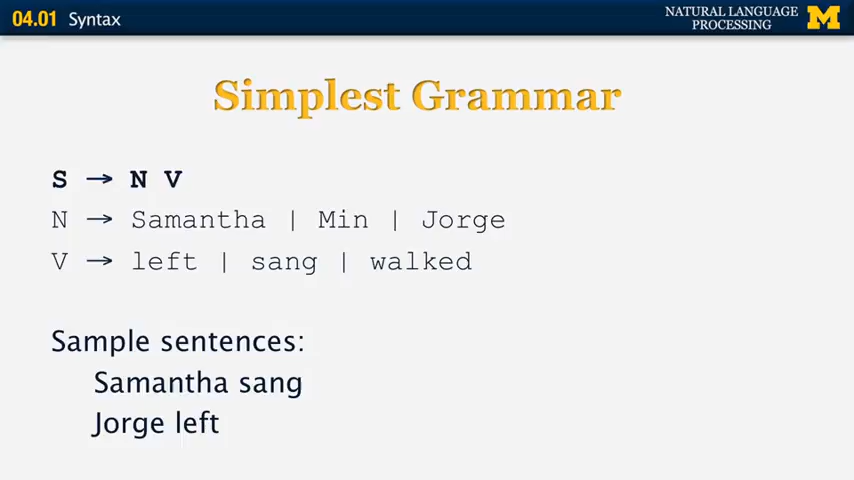 04.01 Syntax
NATURAL LANGUAGE
PROCESSING
M
Simplest Grammar
S → N V
N → Samantha | Min | Jorge
V → left | sang | walked
Sample sentences:
Samantha sang
Jorge left